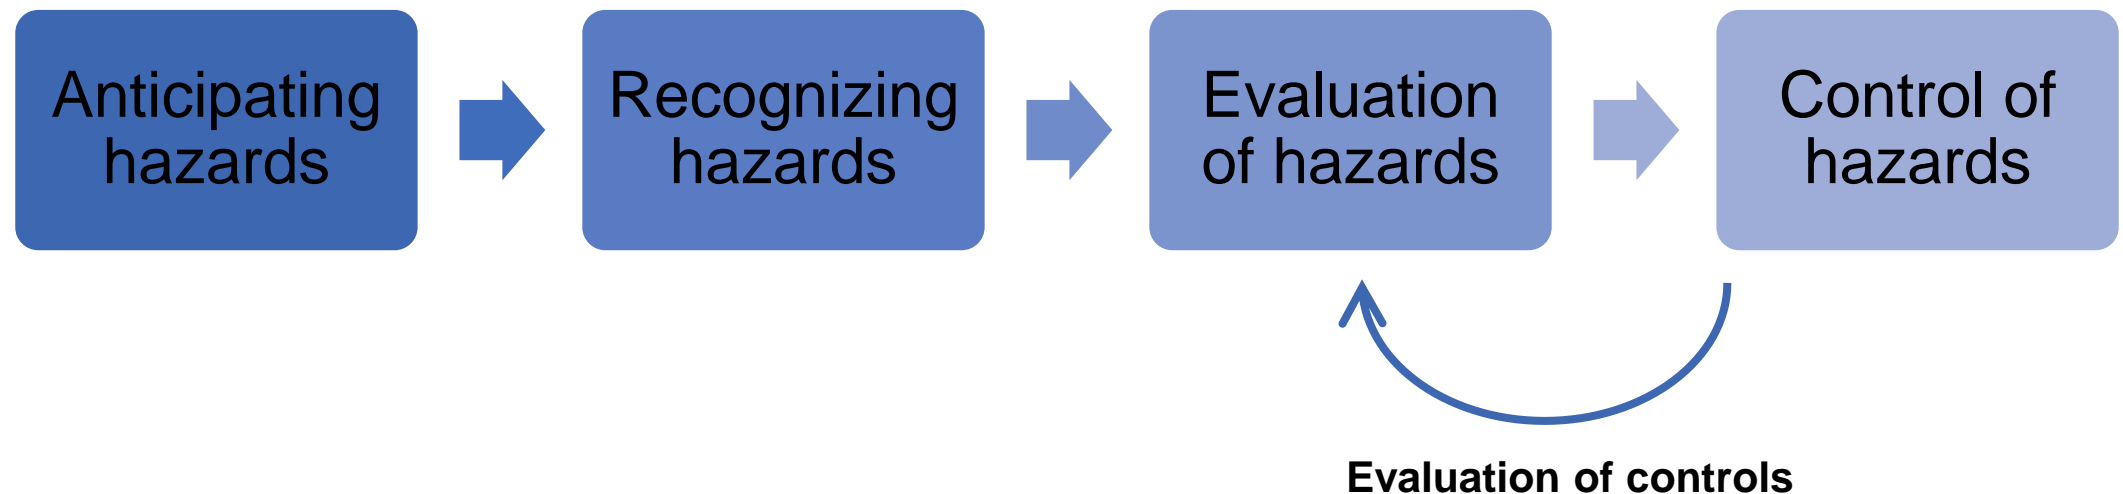 Anticipating
hazards
Recognizing
hazards
Evaluation
of hazards
Control of
hazards
Evaluation of controls